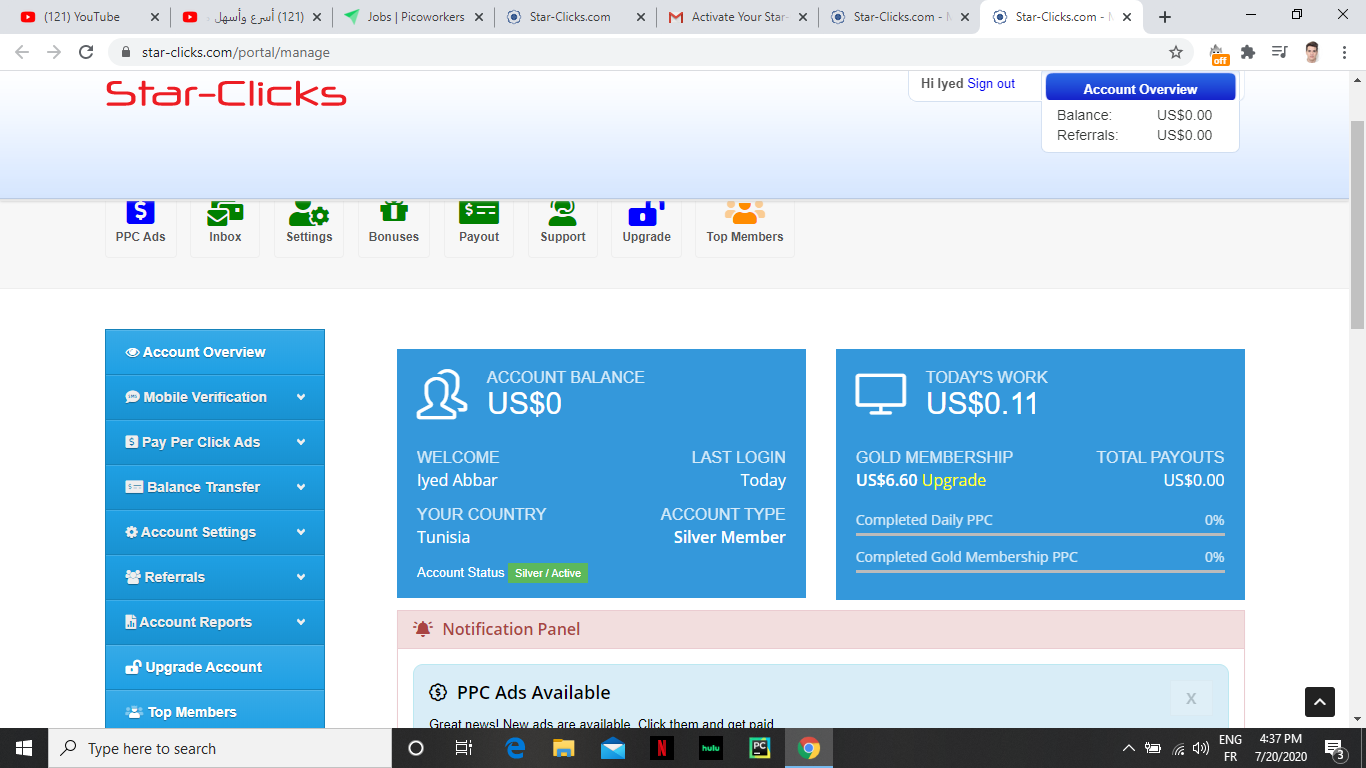 (121) YouTube
(121) أسرع وأسهل
Jobs | Picoworkers
Star-Clicks.com
Activate Your Star-
Star-Clicks.com - M
Star-Clicks.com - M
star-clicks.com/portal/manage
off
Star-Clicks
Hi Iyed Sign out
Account Overview
Balance: US$0.00
Referrals: US$0.00
PPC Ads
Inbox
Settings
Bonuses
Payout
Support
Upgrade
Top Members
Account Overview
Mobile Verification
Pay Per Click Ads
Balance Transfer
Account Settings
Referrals
Account Reports
Upgrade Account
Top Members
ACCOUNT BALANCE
US$0
WELCOME LAST LOGIN
Iyed Abbar Today
YOUR COUNTRY ACCOUNT TYPE
Tunisia Silver Member
Account Status Silver / Active
TODAY'S WORK
US$0.11
GOLD MEMBERSHIP TOTAL PAYOUTS
US$6.60 Upgrade US$0.00
Completed Daily PPC 0%
Completed Gold Membership PPC 0%
Notification Panel
PPC Ads Available
X
Great news! New ads are available. Click them and get paid
Type here to search
N
hulu
PC
ENG
FR
4:37 PM
7/20/2020
3